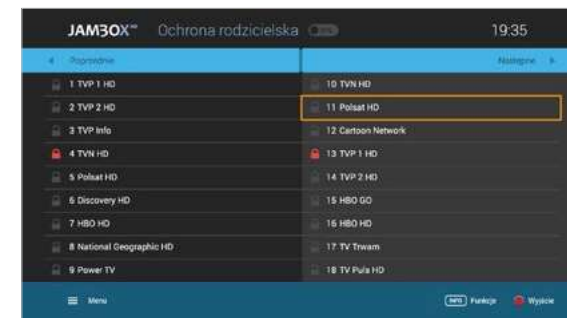 JAMBOX Ochrona rodzicielska 19:35
Poprzednie Następne
1 TVP 1 HD
2 TVP 2 HD
3 TVP Info
4 TVN HD
5 Polsat HD
6 Discovery HD
7 HBO HD
8 National Geographic HD
9 Power TV
10 TVN HD
11 Polsat HD
12 Cartoon Network
13 TVP 1 HD
14 TVP 2 HD
15 HBO GO
16 HBO HD
17 TV Trwam
18 TV Puls HD
Menu INFO Funkcje Wyjście